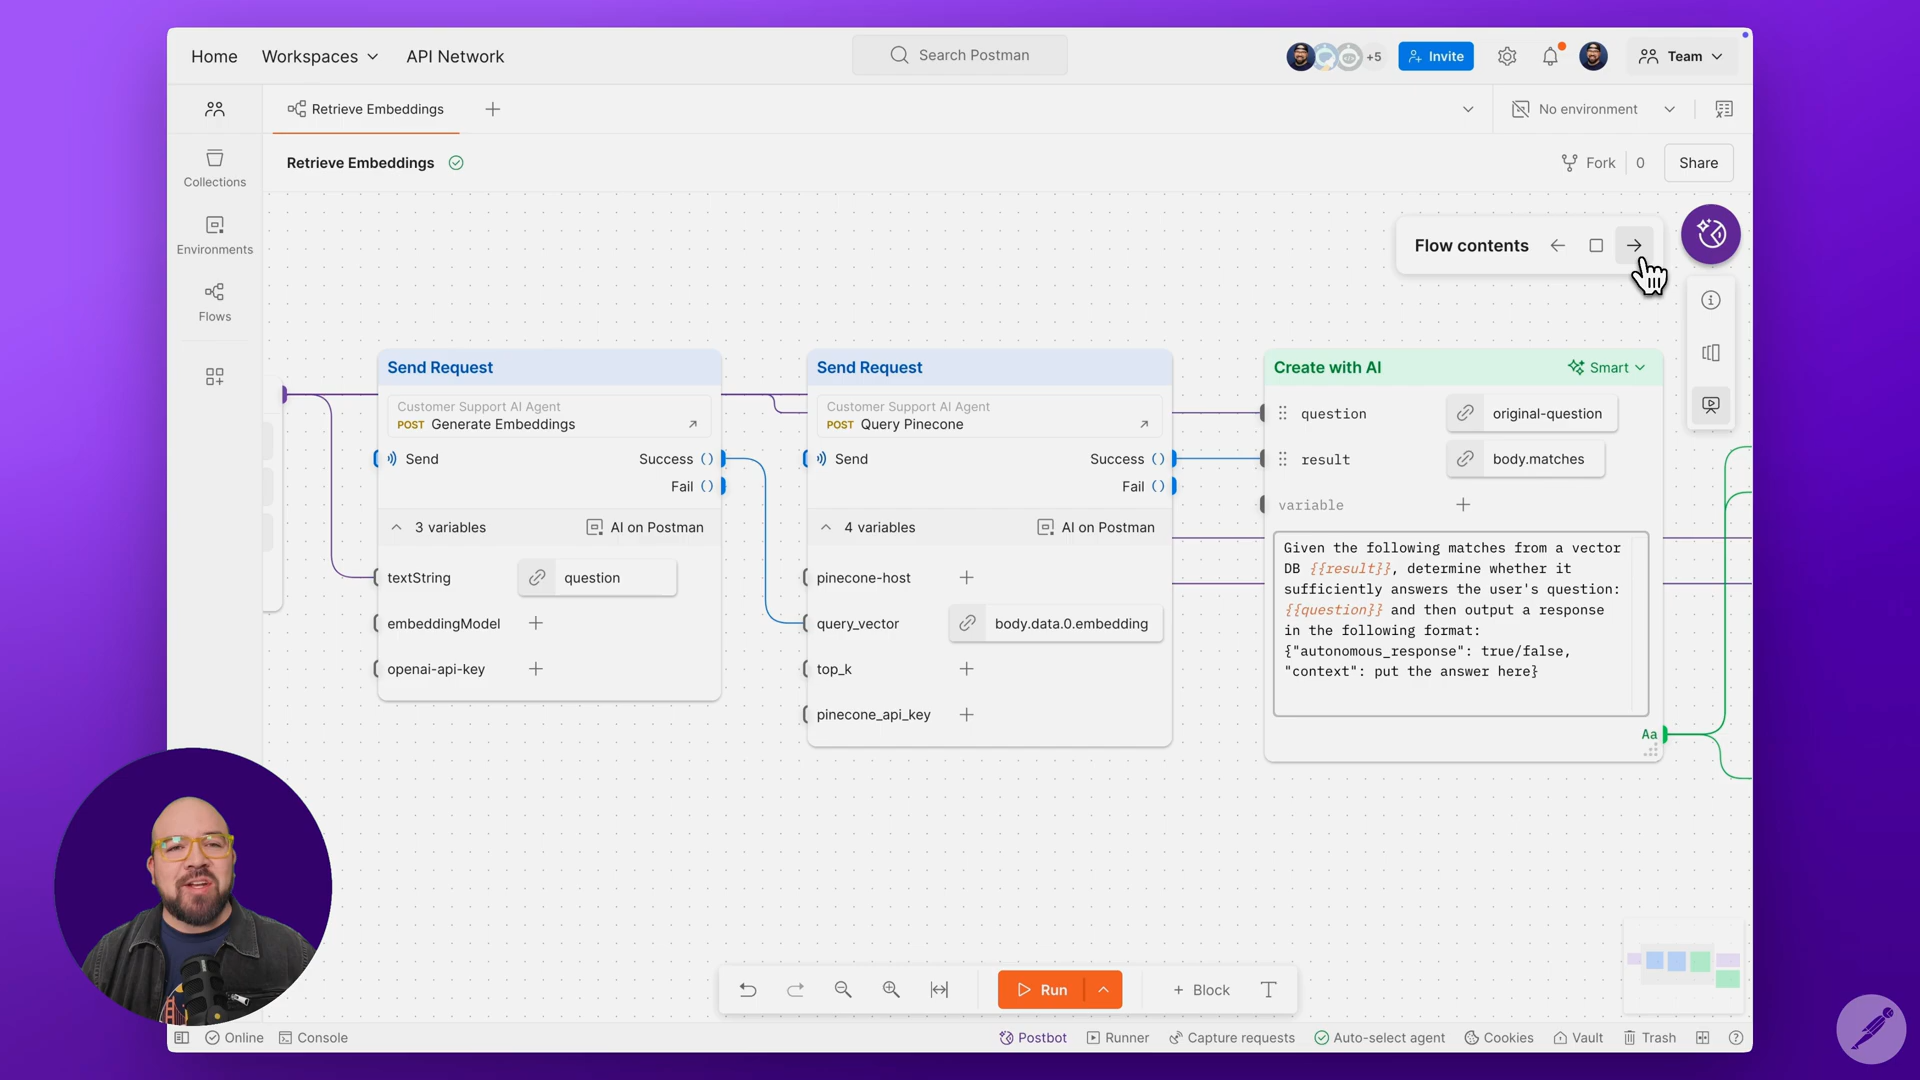 Home
Workspaces
API Network
Search Postman
+5
Invite
Team
Retrieve Embeddings
No environment
Retrieve Embeddings
Fork
0
Share
Collections
Environments
Flows
Flow contents
Send Request
Customer Support AI Agent
POST Generate Embeddings
Send
Success ()
Fail ()
3 variables
AI on Postman
textString
question
embeddingModel
openai-api-key
Send Request
Customer Support AI Agent
POST Query Pinecone
Send
Success ()
Fail ()
4 variables
AI on Postman
pinecone-host
query_vector
body.data.0.embedding
top_k
pinecone_api_key
Create with AI
Smart
question
original-question
result
body.matches
variable
Given the following matches from a vector
DB {{result}}, determine whether it
sufficiently answers the user's question:
{{question}} and then output a response
in the following format:
{"autonomous_response": true/false,
"context": put the answer here}
Aa
Run
Block
Online
Console
Postbot
Runner
Capture requests
Auto-select agent
Cookies
Vault
Trash